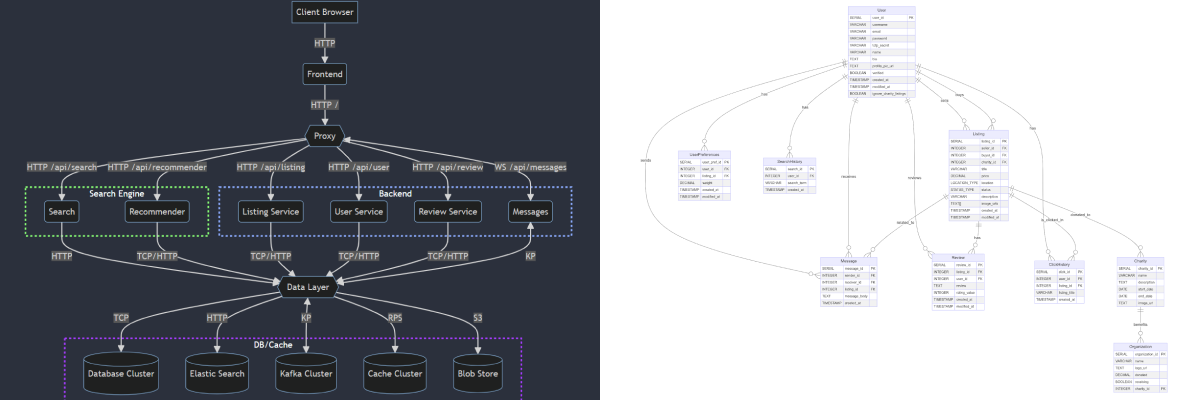 Client Browser
HTTP
Frontend
HTTP /
Proxy
HTTP /api/search
HTTP /api/recommender
HTTP /api/listing
HTTP /api/user
HTTP /api/review
WS /api/messages
Search Engine
Backend
Search
Recommender
Listing Service
User Service
Review Service
Messages
HTTP
TCP/HTTP
TCP/HTTP
TCP/HTTP
TCP/HTTP
KP
Data Layer
TCP
HTTP
KP
RPS
S3
DB/Cache
Database Cluster
Elastic Search
Kafka Cluster
Cache Cluster
Blob Store
User
SERIAL user_id PK
VARCHAR username
VARCHAR email
VARCHAR password
VARCHAR totp_secret
VARCHAR name
TEXT bio
TEXT profile_pic_url
BOOLEAN verified
TIMESTAMP created_at
TIMESTAMP modified_at
BOOLEAN ignore_charity_listings
has
has
sells
has
sends
receives
reviews
UserPreferences
SERIAL user_pref_id PK
INTEGER user_id FK
INTEGER listing_id FK
DECIMAL weight
TIMESTAMP created_at
TIMESTAMP modified_at
SearchHistory
SERIAL search_id PK
INTEGER user_id FK
VARCHAR search_term
TIMESTAMP created_at
Listing
SERIAL listing_id PK
INTEGER seller_id FK
INTEGER buyer_id FK
INTEGER charity_id FK
VARCHAR title
DECIMAL price
LOCATION_TYPE location
STATUS_TYPE status
VARCHAR description
TEXT[] image_urls
TIMESTAMP created_at
TIMESTAMP modified_at
related_to
has
is_clicked_in
donated_to
Message
SERIAL message_id PK
INTEGER sender_id FK
INTEGER receiver_id FK
INTEGER listing_id FK
TEXT message_body
TIMESTAMP created_at
Review
SERIAL review_id PK
INTEGER listing_id FK
INTEGER user_id FK
TEXT review
INTEGER rating_value
TIMESTAMP created_at
TIMESTAMP modified_at
ClickHistory
SERIAL click_id PK
INTEGER user_id FK
INTEGER listing_id FK
VARCHAR listing_title
TIMESTAMP created_at
Charity
SERIAL charity_id PK
VARCHAR name
TEXT description
DATE start_date
DATE end_date
TEXT image_url
benefits
Organization
SERIAL organization_id PK
VARCHAR name
TEXT logo_url
DECIMAL donated
BOOLEAN receiving
INTEGER charity_id FK